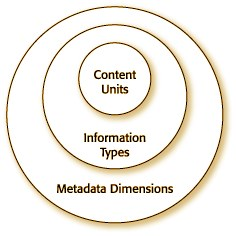 Content
Units
Information
Types
Metadata Dimensions